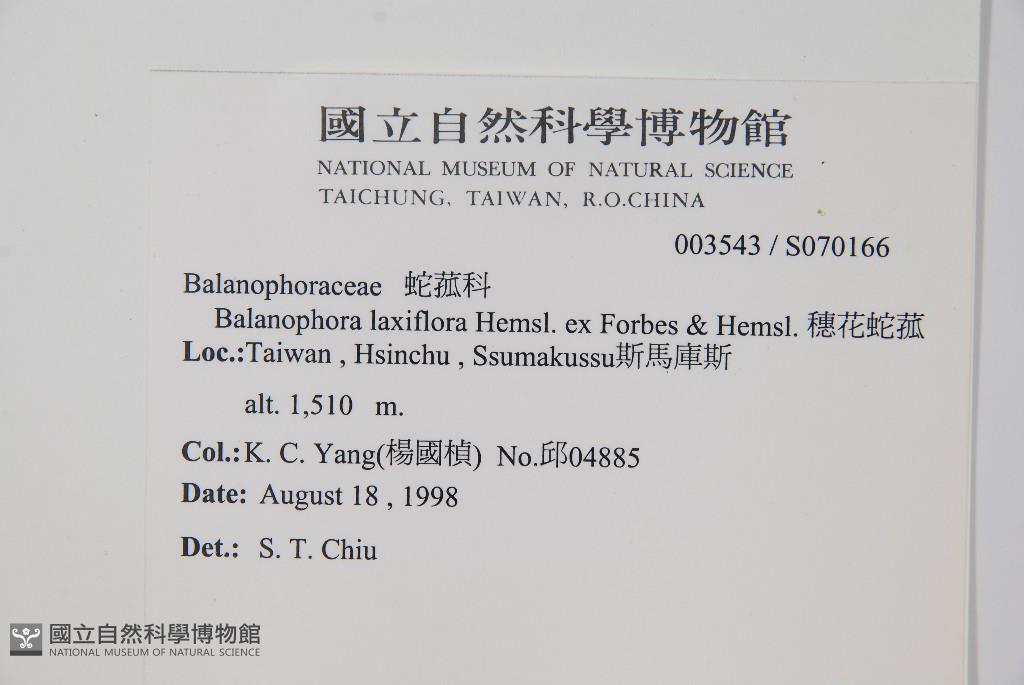 國立自然科學博物館
NATIONAL MUSEUM OF NATURAL SCIENCE
TAICHUNG, TAIWAN, R.O.CHINA
003543 / S070166
Balanophoraceae 蛇菰科
Balanophora laxiflora Hemsl. ex Forbes & Hemsl. 穗花蛇菰
Loc.:Taiwan , Hsinchu , Ssumakussu斯馬庫斯
alt. 1,510 m.
Col.:K. C. Yang(楊國楨) No.邱04885
Date: August 18 , 1998
Det.: S. T. Chiu
國立自然科學博物館
NATIONAL MUSEUM OF NATURAL SCIENCE